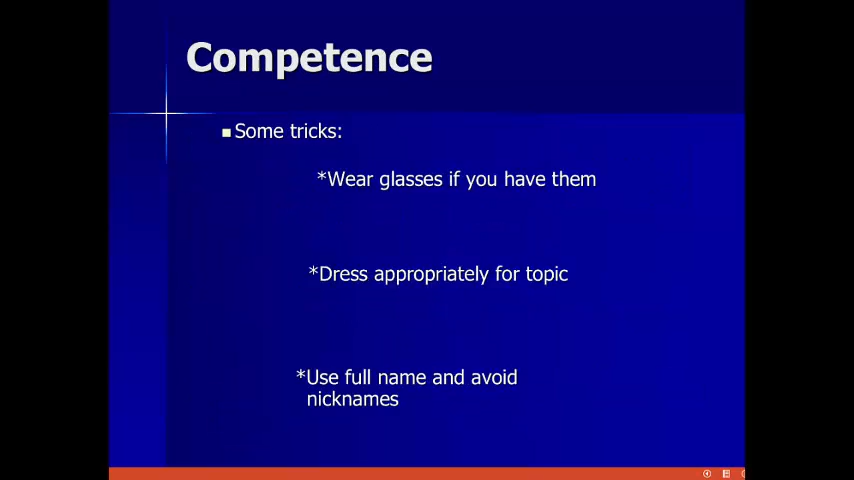 Competence
Some tricks:
*Wear glasses if you have them
*Dress appropriately for topic
*Use full name and avoid
nicknames